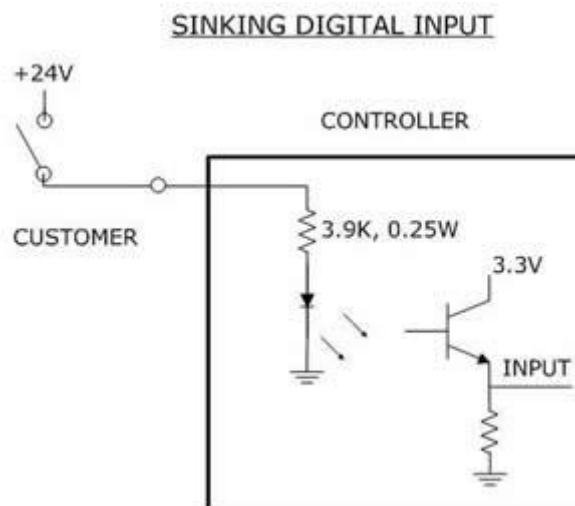 SINKING DIGITAL INPUT
+24V
CONTROLLER
CUSTOMER
3.9K, 0.25W
3.3V
INPUT